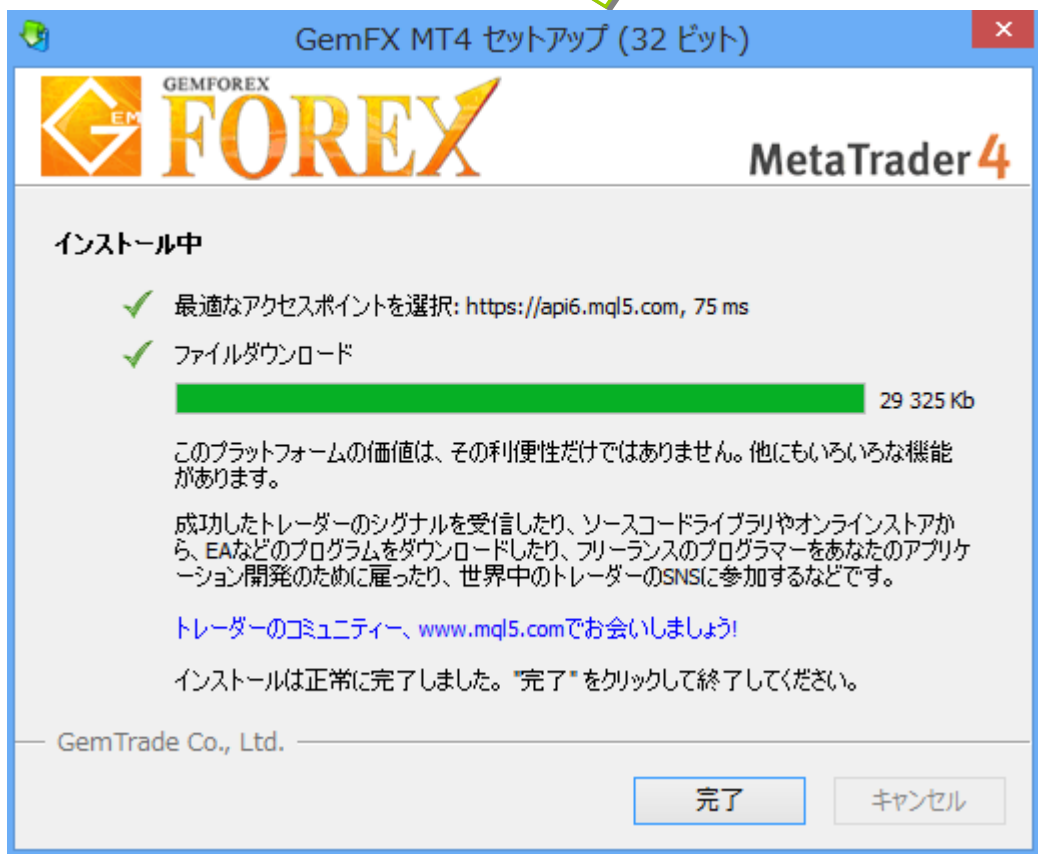 GemFX MT4 セットアップ (32 ビット)
GEMFOREX
GEM
FOREX
MetaTrader 4
インストール中
最適なアクセスポイントを選択: https://api6.mql5.com, 75 ms
ファイルダウンロード
29 325 Kb
このプラットフォームの価値は、その利便性だけではありません。他にもいろいろな機能
があります。
成功したトレーダーのシグナルを受信したり、ソースコードライブラリやオンラインストアか
ら、EAなどのプログラムをダウンロードしたり、フリーランスのプログラマーをあなたのアプリケ
ーション開発のために雇ったり、世界中のトレーダーのSNSに参加するなどです。
トレーダーのコミュニティー、www.mql5.comでお会いしましょう!
インストールは正常に完了しました。"完了" をクリックして終了してください。
GemTrade Co., Ltd.
完了
キャンセル